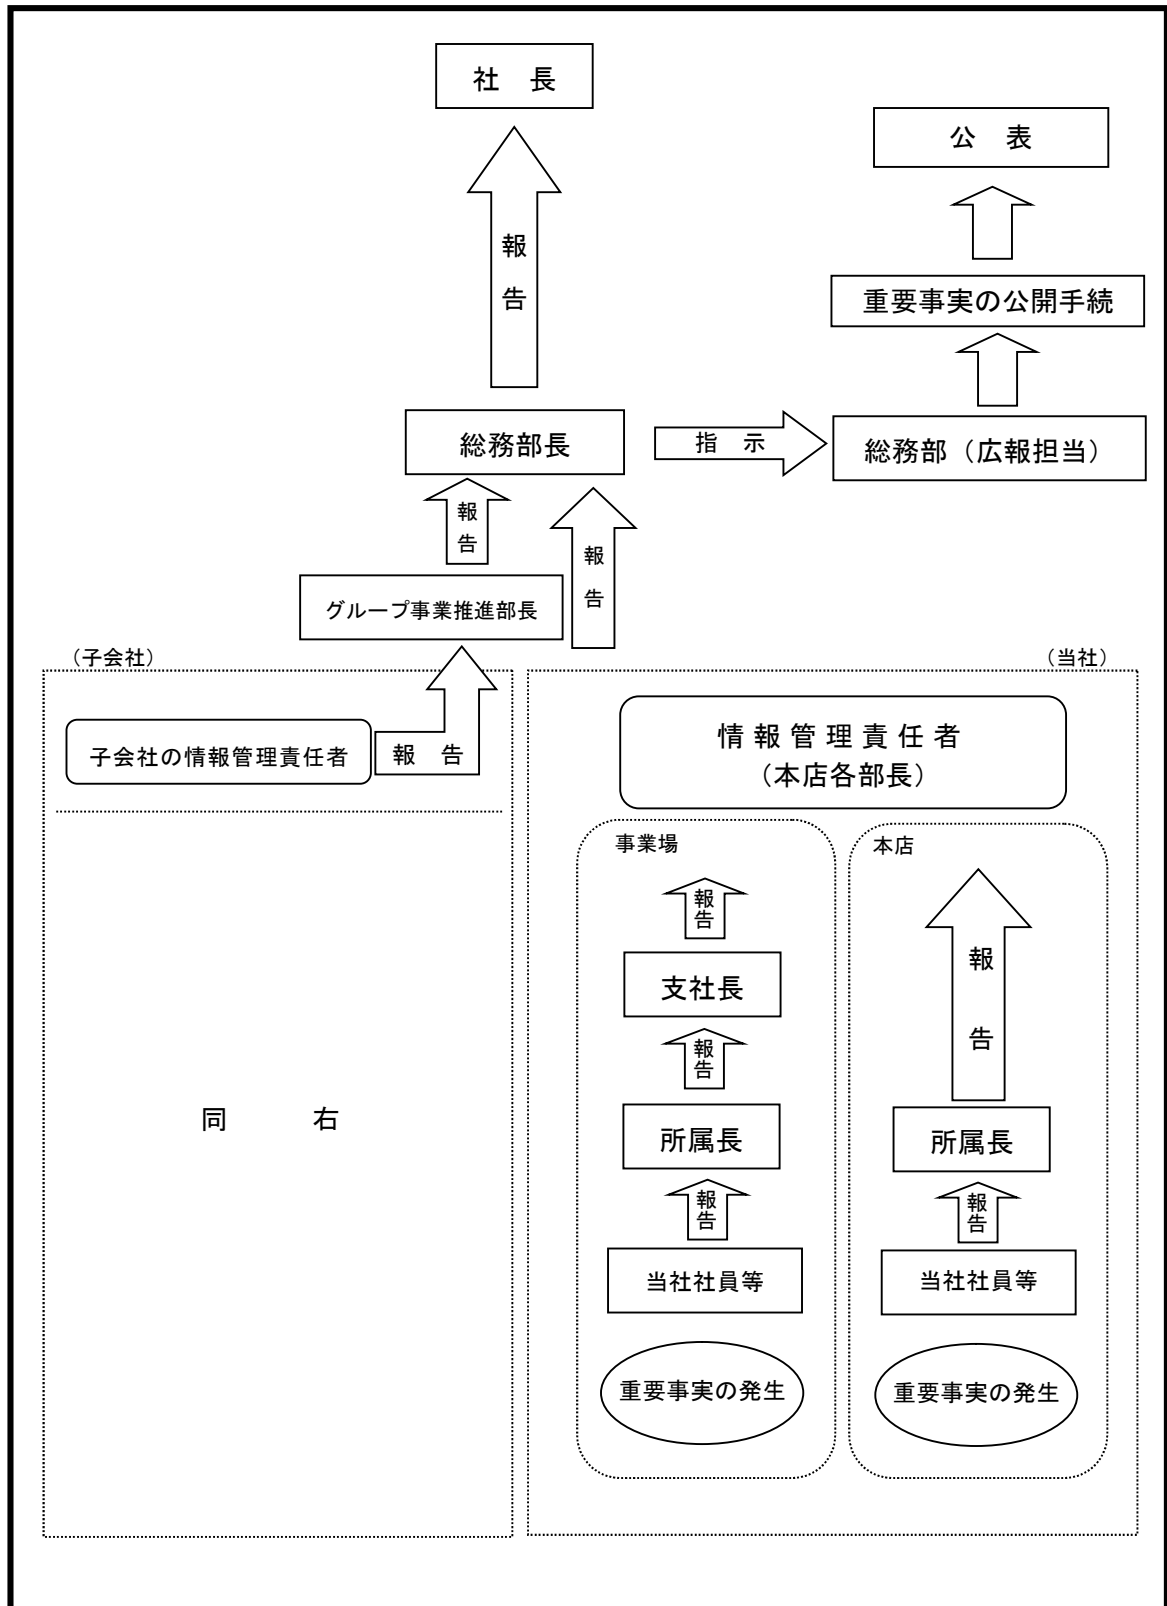 社　長
公　表
報
告
重要事実の公開手続
総務部長
指　示
総務部（広報担当）
報
告
報
告
グループ事業推進部長
（子会社）
（当社）
子会社の情報管理責任者
報　告
情 報 管 理 責 任 者
（本店各部長）
事業場
本店
報
告
支社長
報
告
報
告
所属長
所属長
報
告
報
告
当社社員等
当社社員等
重要事実の発生
重要事実の発生
同　　　右